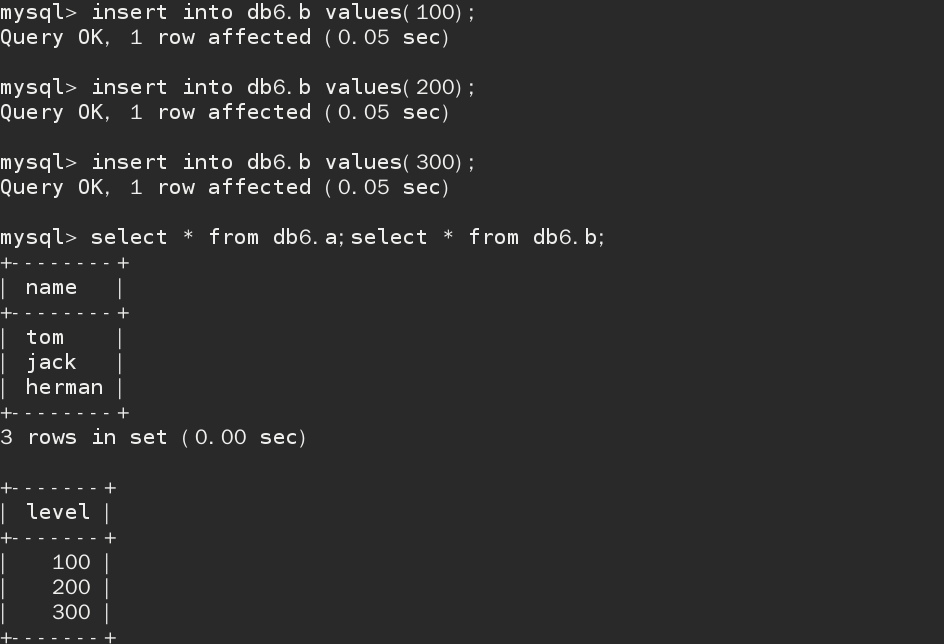 mysql> insert into db6.b values(100);
Query OK, 1 row affected (0.05 sec)

mysql> insert into db6.b values(200);
Query OK, 1 row affected (0.05 sec)

mysql> insert into db6.b values(300);
Query OK, 1 row affected (0.05 sec)

mysql> select * from db6.a;select * from db6.b;
+--------+
| name   |
+--------+
| tom    |
| jack   |
| herman |
+--------+
3 rows in set (0.00 sec)

+-------+
| level |
+-------+
|   100 |
|   200 |
|   300 |
+-------+